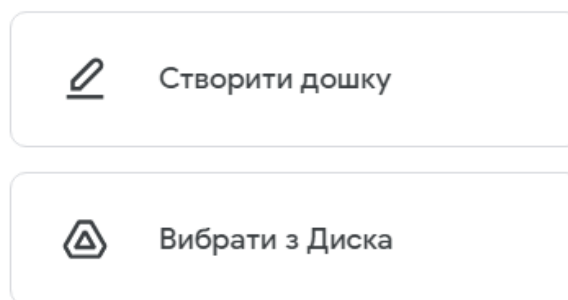 Створити дошку
Вибрати з Диска